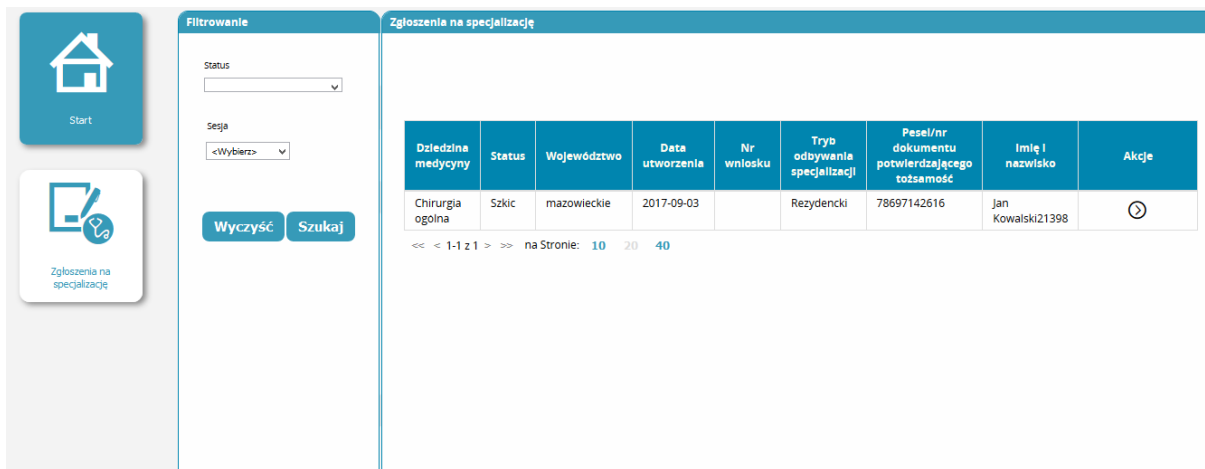 Start
Zgłoszenia na
specjalizację
Filtrowanie
Status
Sesja
<Wybierz>
Wyczyść Szukaj
Zgłoszenia na specjalizację
Dziedzina
medycyny
Status
Województwo
Data
utworzenia
Nr
wniosku
Tryb
odbywania
specjalizacji
Pesel/nr
dokumentu
potwierdzającego
tożsamość
Imię i
nazwisko
Akcje
Chirurgia
ogólna
Szkic
mazowieckie
2017-09-03
Rezydencki
78697142616
Jan
Kowalski21398
<< < 1-1 z 1 > >> na Stronie: 10 20 40